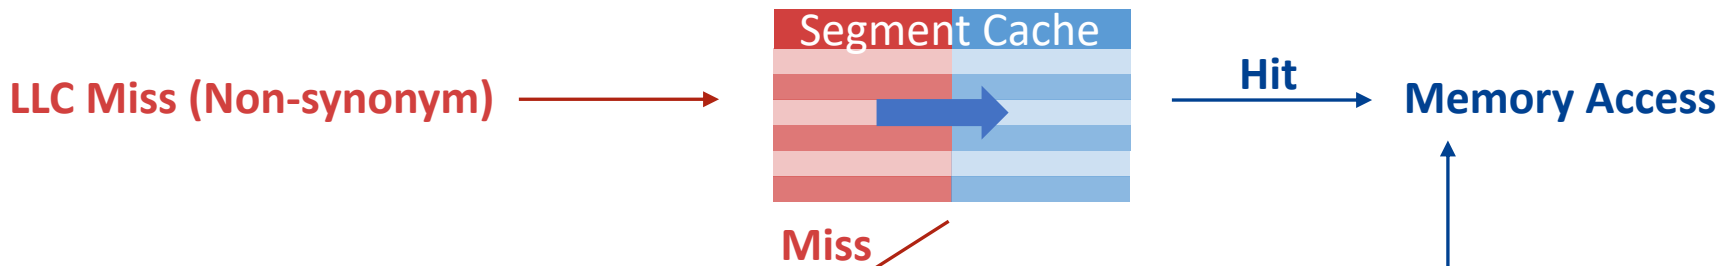 Segment Cache
LLC Miss (Non-synonym)
Hit
Memory Access
Miss